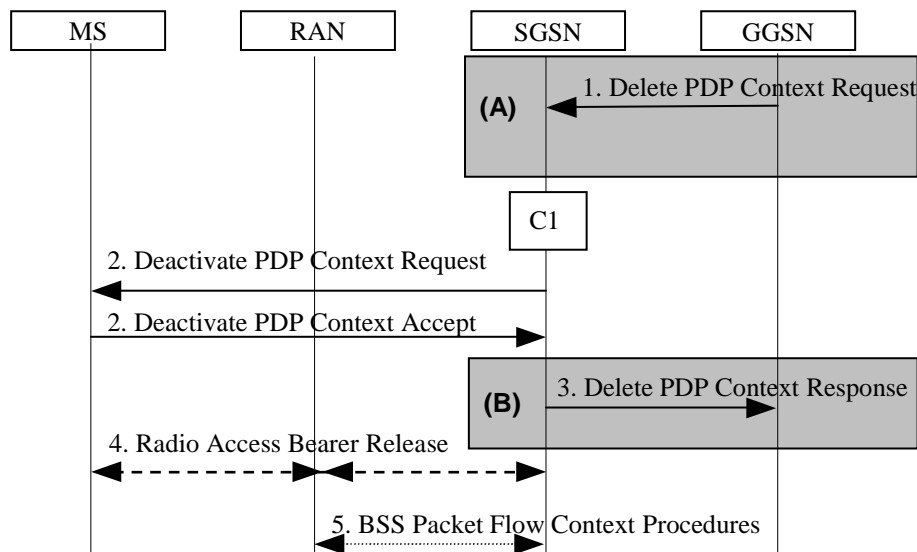 MS RAN SGSN GGSN
1. Delete PDP Context Request
(A)
C1
2. Deactivate PDP Context Request
2. Deactivate PDP Context Accept
3. Delete PDP Context Response
(B)
4. Radio Access Bearer Release
5. BSS Packet Flow Context Procedures